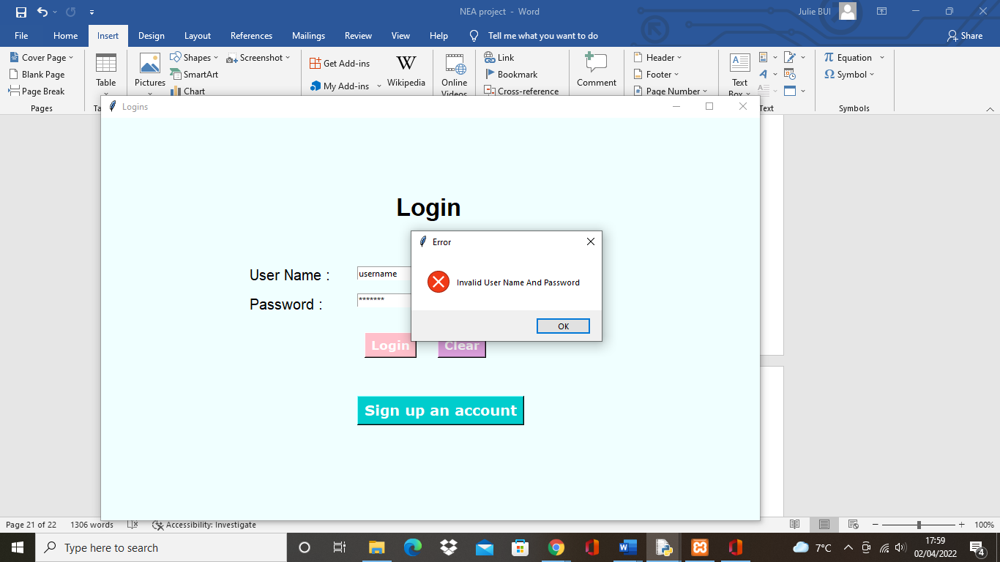 NEA project - Word
Julie BUI
File Home Insert Design Layout References Mailings Review View Help Tell me what you want to do Share
Cover Page
Blank Page
Page Break
Pages
Table
Pictures
Shapes
SmartArt
Chart
Screenshot
Get Add-ins
My Add-ins
Wikipedia
Online
Videos
Link
Bookmark
Cross-reference
Comment
Header
Footer
Page Number
Text
Box
Text
Equation
Symbol
Symbols
Logins
Login
User Name : username
Password : *******
Login Clear
Sign up an account
Error
Invalid User Name And Password
OK
Page 21 of 22 1306 words Accessibility: Investigate 100%
Type here to search
7°C
17:59
02/04/2022
4